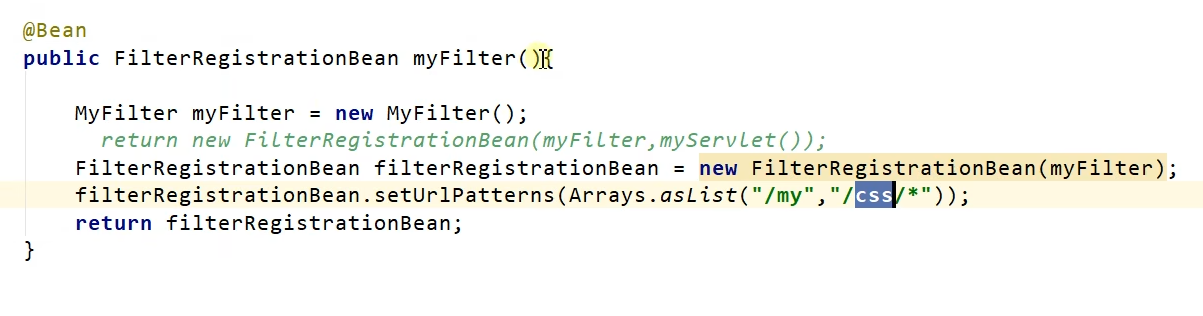 @Bean
public FilterRegistrationBean myFilter(){
MyFilter myFilter = new MyFilter();
return new FilterRegistrationBean(myFilter,myServlet());
FilterRegistrationBean filterRegistrationBean = new FilterRegistrationBean(myFilter);
filterRegistrationBean.setUrlPatterns(Arrays.asList("/my","/css/*"));
return filterRegistrationBean;
}